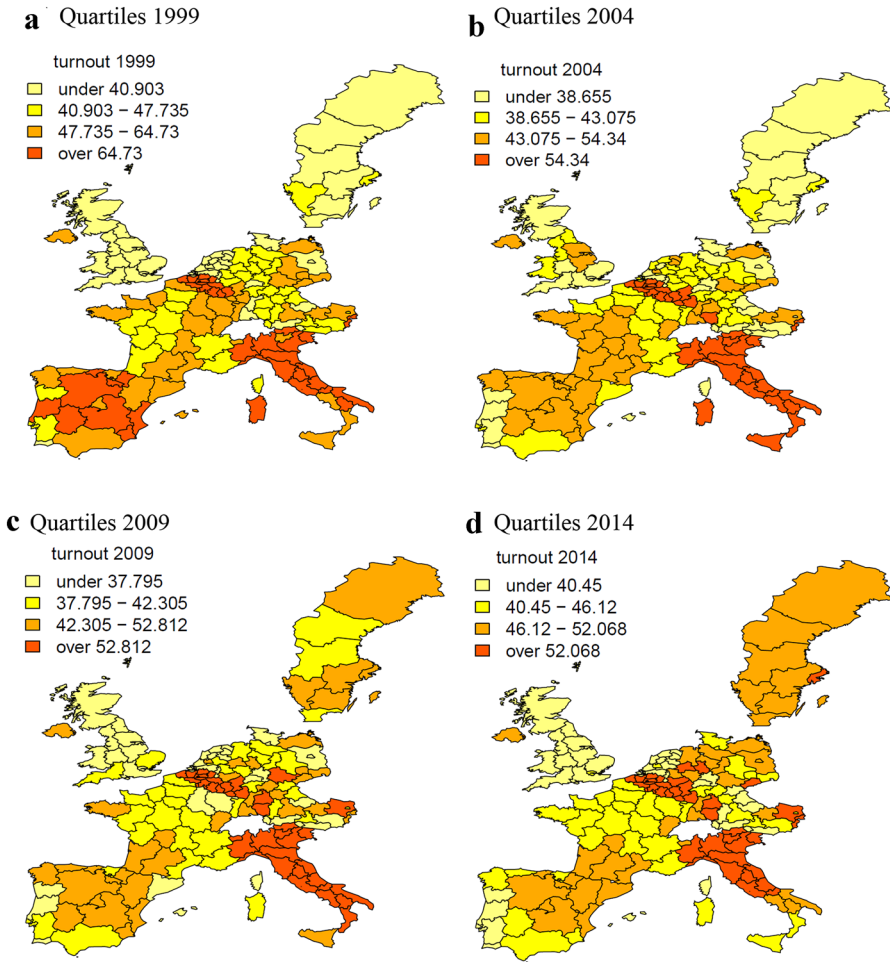 a Quartiles 1999
turnout 1999
under 40.903
40.903 − 47.735
47.735 − 64.73
over 64.73
b Quartiles 2004
turnout 2004
under 38.655
38.655 − 43.075
43.075 − 54.34
over 54.34
c Quartiles 2009
turnout 2009
under 37.795
37.795 − 42.305
42.305 − 52.812
over 52.812
d Quartiles 2014
turnout 2014
under 40.45
40.45 − 46.12
46.12 − 52.068
over 52.068